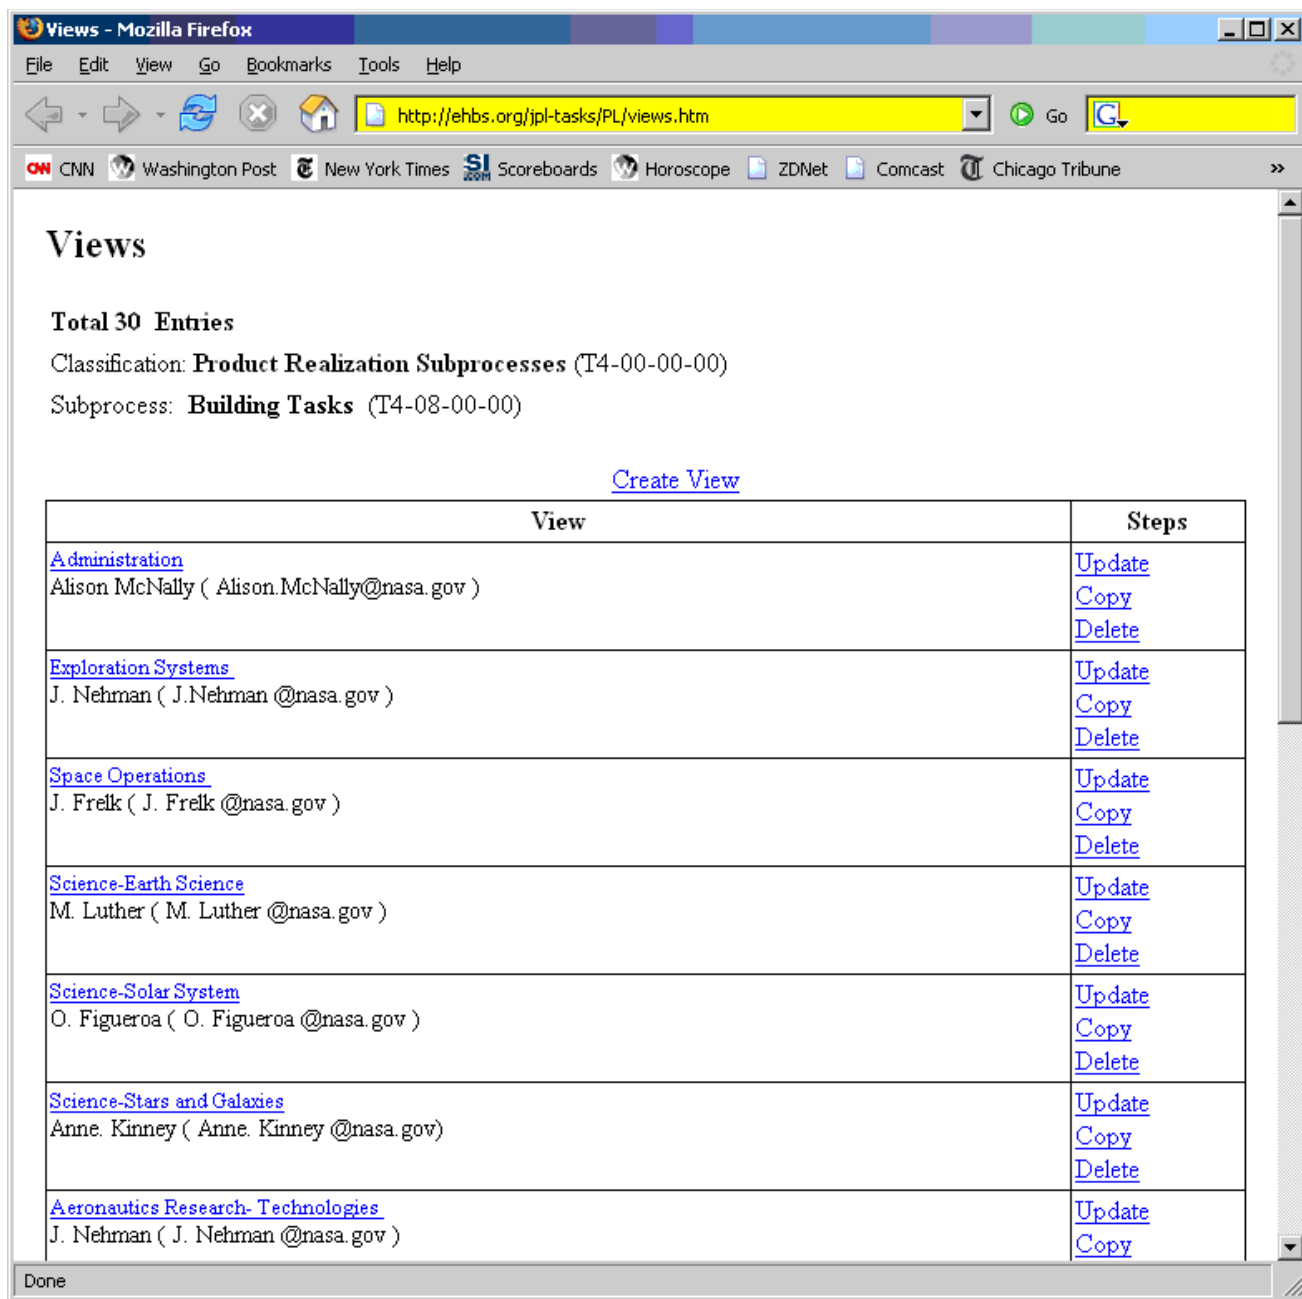 Views - Mozilla Firefox
File Edit View Go Bookmarks Tools Help
http://ehbs.org/jpl-tasks/PL/views.htm Go G
CNN CNN Washington Post New York Times SI.COM Scoreboards Horoscope ZDNet Comcast Chicago Tribune »
Views
Total 30 Entries
Classification: Product Realization Subprocesses (T4-00-00-00)
Subprocess: Building Tasks (T4-08-00-00)
Create View
View Steps
Administration Update
Alison McNally ( Alison.McNally@nasa.gov ) Copy
Delete
Exploration Systems Update
J. Nehman ( J.Nehman @nasa.gov ) Copy
Delete
Space Operations Update
J. Frelk ( J. Frelk @nasa.gov ) Copy
Delete
Science-Earth Science Update
M. Luther ( M. Luther @nasa.gov ) Copy
Delete
Science-Solar System Update
O. Figueroa ( O. Figueroa @nasa.gov ) Copy
Delete
Science-Stars and Galaxies Update
Anne. Kinney ( Anne. Kinney @nasa.gov) Copy
Delete
Aeronautics Research- Technologies Update
J. Nehman ( J. Nehman @nasa.gov ) Copy
Done